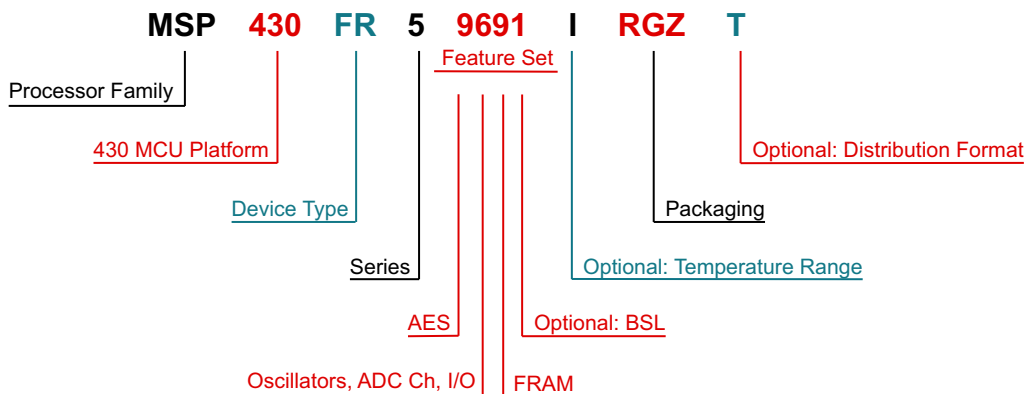 MSP 430 FR 5 9691 I RGZ T
Feature Set
Processor Family
430 MCU Platform
Optional: Distribution Format
Device Type
Packaging
Series
Optional: Temperature Range
AES
Optional: BSL
Oscillators, ADC Ch, I/O
FRAM